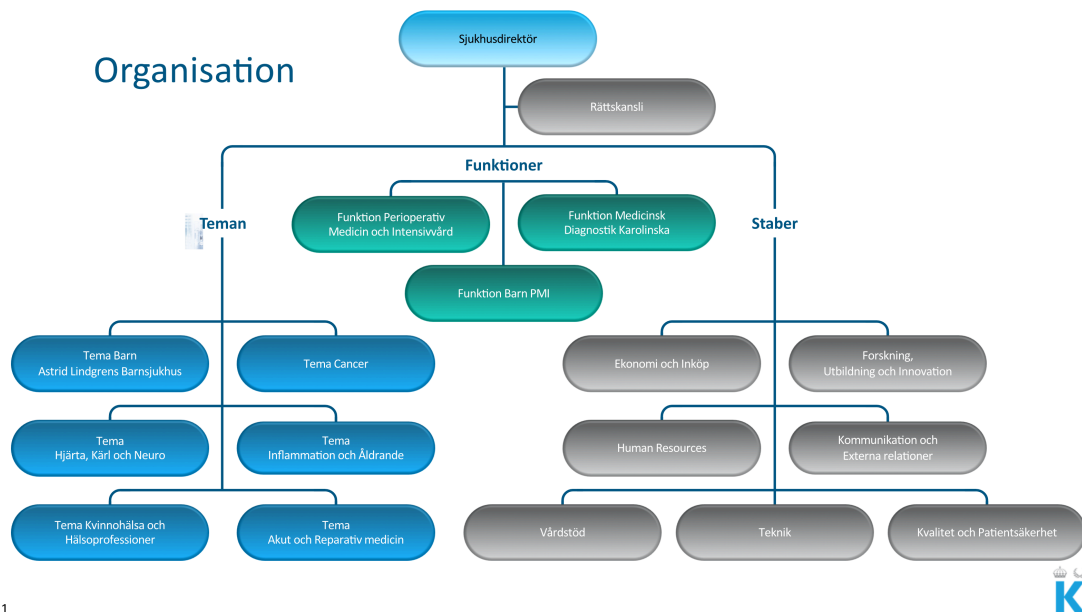 Sjukhusdirektör
Organisation
Rättskansli
Funktioner
Funktion Perioperativ
Medicin och Intensivvård
Funktion Medicinsk
Diagnostik Karolinska
Teman
Staber
Funktion Barn PMI
Tema Barn
Astrid Lindgrens Barnsjukhus
Tema Cancer
Ekonomi och Inköp
Forskning,
Utbildning och Innovation
Tema
Hjärta, Kärl och Neuro
Tema
Inflammation och Åldrande
Human Resources
Kommunikation och
Externa relationer
Tema Kvinnohälsa och
Hälsoprofessioner
Tema
Akut och Reparativ medicin
Vårdstöd
Teknik
Kvalitet och Patientsäkerhet
K
1